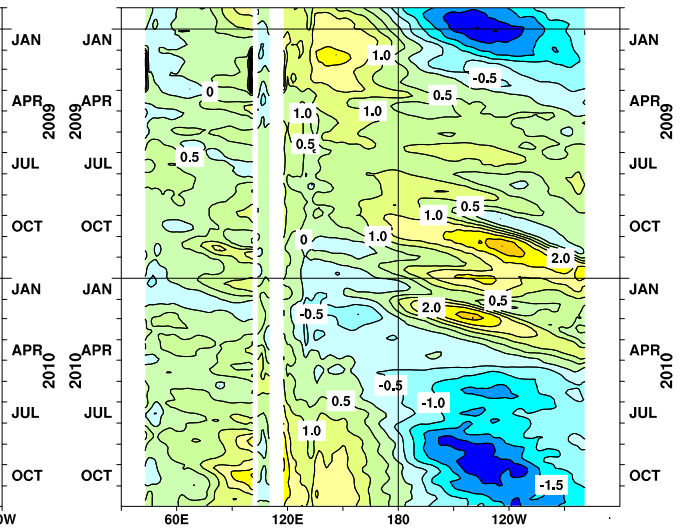 JAN JAN JAN
1.0
-0.5
0
APR APR 0.5 APR
1.0 1.0
2009 2009 2009
0.5
0.5
JUL JUL JUL
0.5
1.0
OCT OCT OCT
0 1.0
2.0
JAN JAN JAN
2.0 0.5
-0.5
APR APR APR
2010 2010 2010
-0.5
0.5 -1.0
JUL JUL JUL
1.0
OCT OCT OCT
-1.5
60E 120E 180 120W